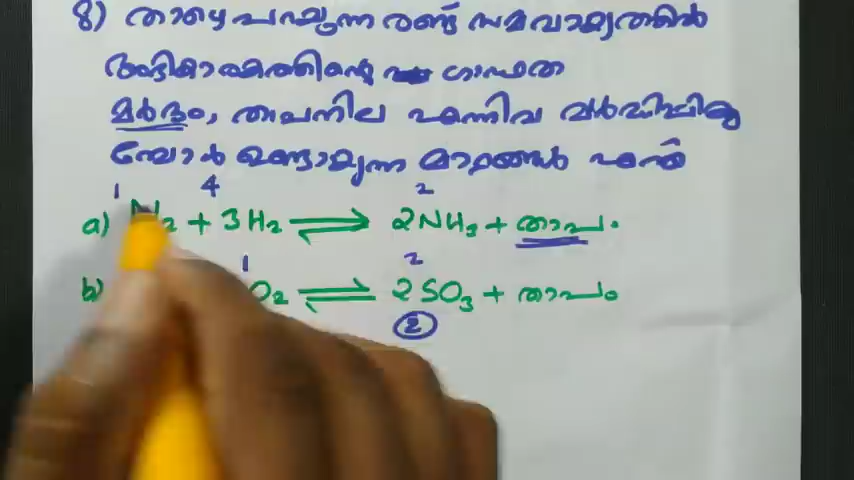 8) താഴെ പറയുന്ന രണ്ട് സമവാക്യത്തിൽ
അഭികാരകത്തിന്റെ ഗാഢത
മർദ്ദം, താപനില എന്നിവ വർദ്ധിപ്പിക്കു
മ്പോൾ ഉണ്ടാകുന്ന മാറ്റങ്ങൾ എന്ത്
1 4 2
a) N₂ + 3H₂ ⇌ 2NH₃ + താപം.
1 2
b) O₂ ⇌ 2SO₃ + താപം
2